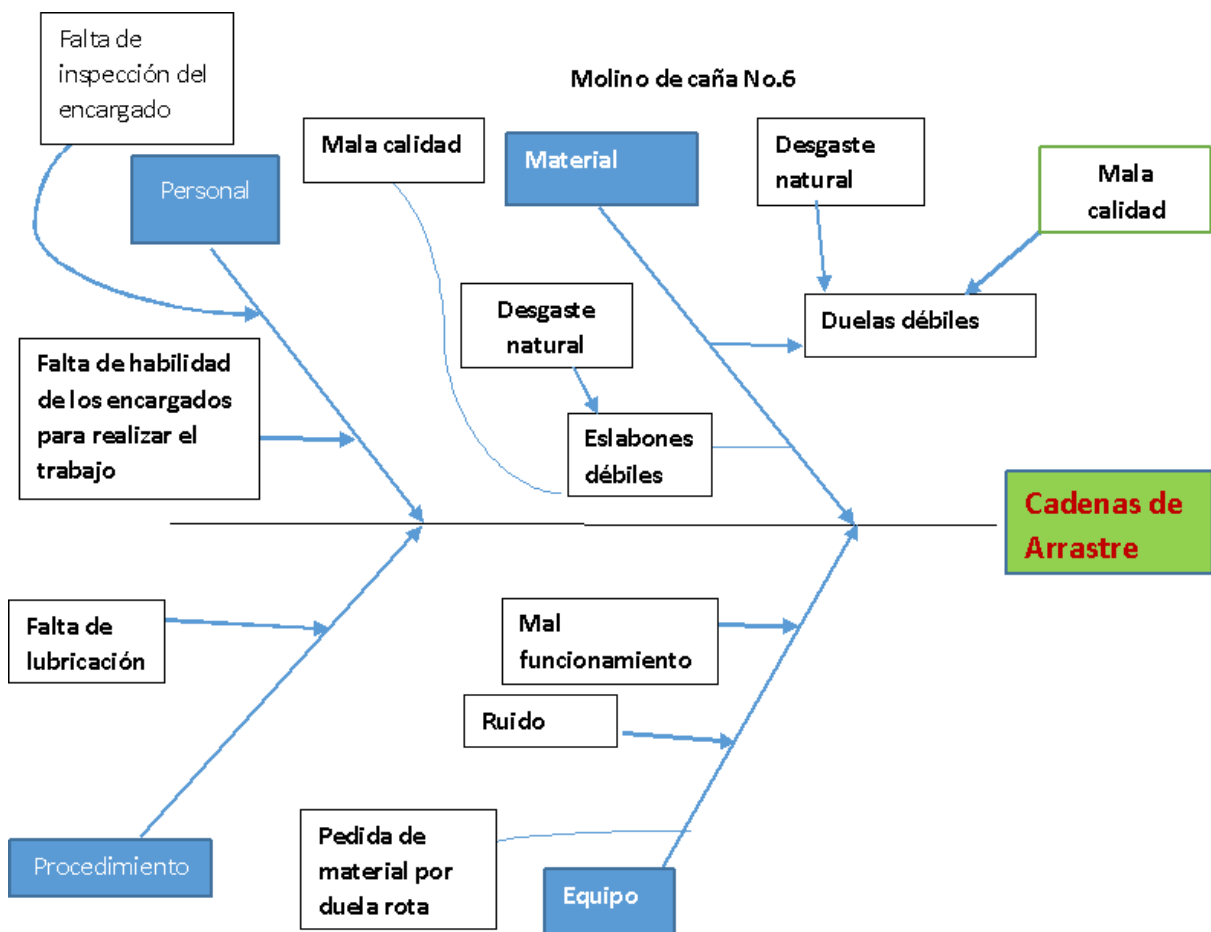 Falta de
inspección del
encargado
Molino de caña No.6
Mala calidad
Material
Desgaste
natural
Mala
calidad
Personal
Desgaste
natural
Duelas débiles
Falta de habilidad
de los encargados
para realizar el
trabajo
Eslabones
débiles
Cadenas de
Arrastre
Falta de
lubricación
Mal
funcionamiento
Ruido
Pedida de
material por
duela rota
Procedimiento
Equipo